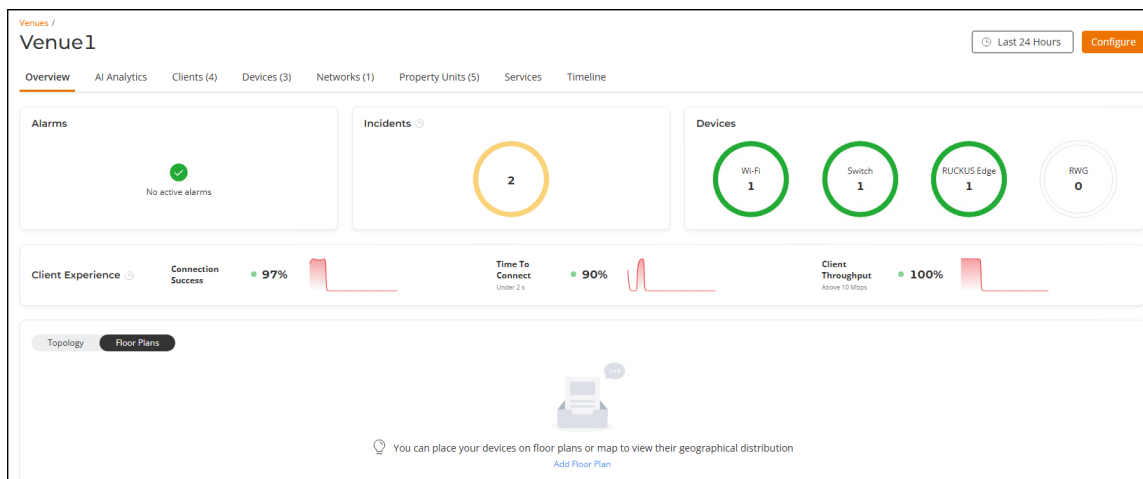 Venues /
Venue1
Last 24 Hours
Configure
Overview
AI Analytics
Clients (4)
Devices (3)
Networks (1)
Property Units (5)
Services
Timeline
Alarms
No active alarms
Incidents
2
Devices
Wi-Fi
1
Switch
1
RUCKUS Edge
1
RWG
0
Client Experience
Connection
Success
97%
Time To
Connect
Under 2 s
90%
Client
Throughput
Above 10 Mbps
100%
Topology
Floor Plans
You can place your devices on floor plans or map to view their geographical distribution
Add Floor Plan